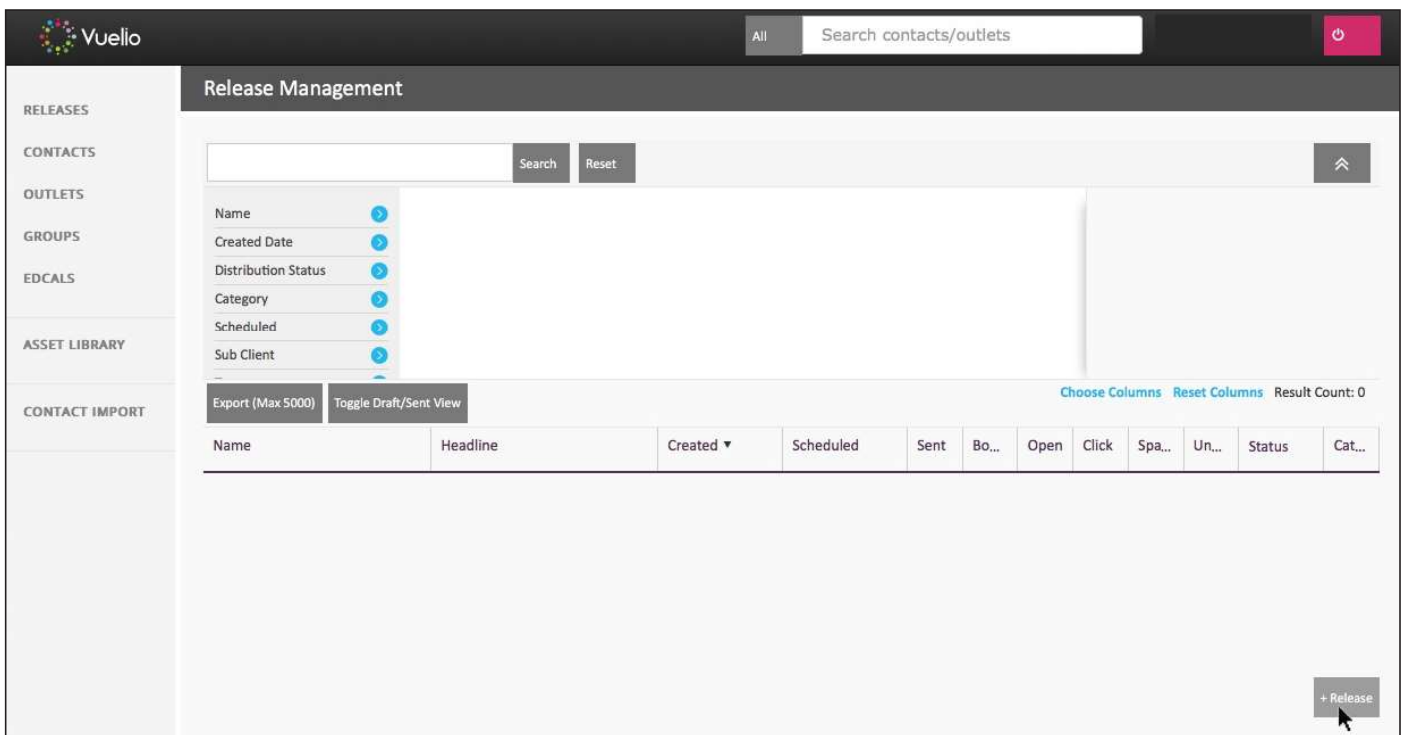 Vuelio
All
Search contacts/outlets
Release Management
RELEASES
CONTACTS
OUTLETS
GROUPS
EDCALS
ASSET LIBRARY
CONTACT IMPORT
Search
Reset
Name
Created Date
Distribution Status
Category
Scheduled
Sub Client
Export (Max 5000)
Toggle Draft/Sent View
Choose Columns Reset Columns Result Count: 0
Name Headline Created ▼ Scheduled Sent Bo... Open Click Spa... Un... Status Cat...
+ Release